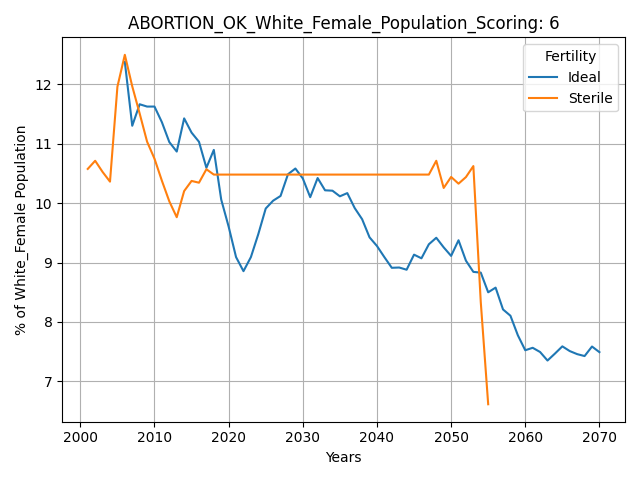 ABORTION_OK_White_Female_Population_Scoring: 6
Fertility
Ideal
Sterile
12
11
10
9
8
7
% of White_Female Population
2000 2010 2020 2030 2040 2050 2060 2070
Years